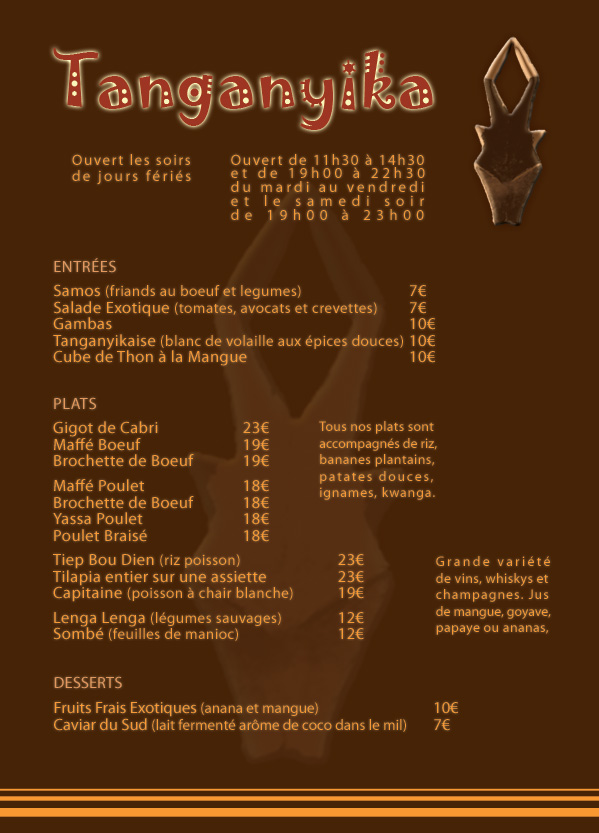 Tanganyika
Ouvert les soirs
de jours fériés
Ouvert de 11h30 à 14h30
et de 19h00 à 22h30
du mardi au vendredi
et le samedi soir
de 19h00 à 23h00
ENTRÉES
Samos (friands au boeuf et legumes) 7€
Salade Exotique (tomates, avocats et crevettes) 7€
Gambas 10€
Tanganyikaise (blanc de volaille aux épices douces) 10€
Cube de Thon à la Mangue 10€
PLATS
Gigot de Cabri 23€
Maffé Boeuf 19€
Brochette de Boeuf 19€
Maffé Poulet 18€
Brochette de Boeuf 18€
Yassa Poulet 18€
Poulet Braisé 18€
Tous nos plats sont
accompagnés de riz,
bananes plantains,
patates douces,
ignames, kwanga.
Tiep Bou Dien (riz poisson) 23€
Tilapia entier sur une assiette 23€
Capitaine (poisson à chair blanche) 19€
Lenga Lenga (légumes sauvages) 12€
Sombé (feuilles de manioc) 12€
Grande variété
de vins, whiskys et
champagnes. Jus
de mangue, goyave,
papaye ou ananas,
DESSERTS
Fruits Frais Exotiques (anana et mangue) 10€
Caviar du Sud (lait fermenté arôme de coco dans le mil) 7€